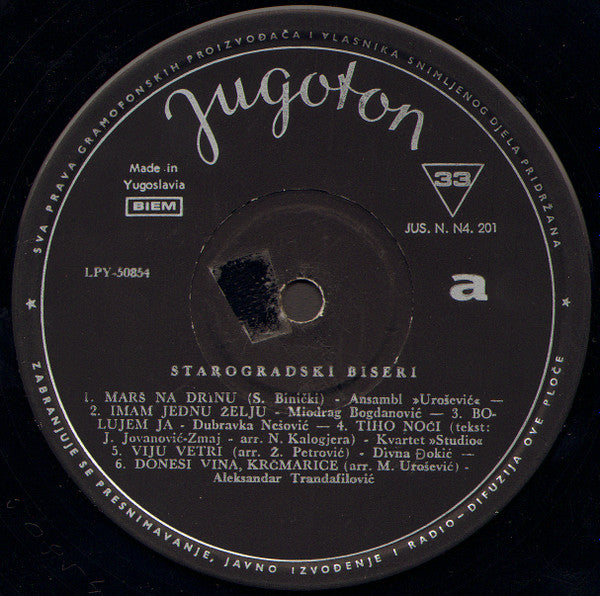 SVA PRAVA GRAMOFONSKIH PROIZVOĐAČA I VLASNIKA SNIMLJENOG DJELA PRIDRŽANA
Jugoton
Made in
Yugoslavia
BIEM
33
JUS. N. N4. 201
LPY-50854
a
STAROGRADSKI BISERI
1. MARŠ NA DRINU (S. Binički) - Ansambl »Urošević« —
2. IMAM JEDNU ŽELJU - Miodrag Bogdanović — 3. BO-
LUJEM JA - Dubravka Nešović — 4. TIHO NOĆI (tekst:
J. Jovanović-Zmaj - arr. N. Kalogjera) - Kvartet »Studio«
5. VIJU VETRI (arr. Ž. Petrović) - Divna Đokić —
6. DONESI VINA, KRČMARICE (arr. M. Urošević) -
Aleksandar Trandafilović
ZABRANJUJE SE PRESNIMAVANJE, JAVNO IZVOĐENJE I RADIO-DIFUZIJA OVE PLOČE